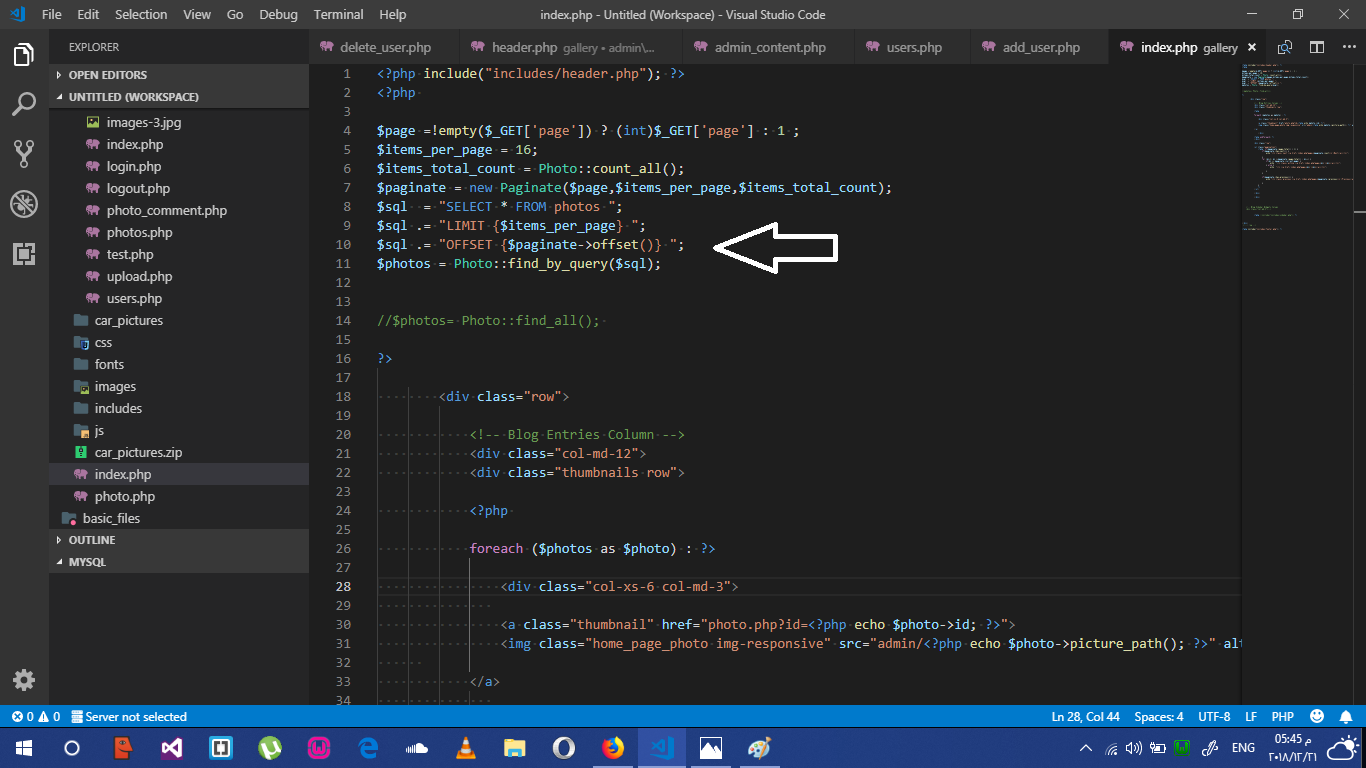 File Edit Selection View Go Debug Terminal Help
index.php - Untitled (Workspace) - Visual Studio Code
EXPLORER
OPEN EDITORS
UNTITLED (WORKSPACE)
images-3.jpg
index.php
login.php
logout.php
photo_comment.php
photos.php
test.php
upload.php
users.php
car_pictures
css
fonts
images
includes
js
car_pictures.zip
index.php
photo.php
basic_files
OUTLINE
MYSQL
delete_user.php header.php gallery • admin\... admin_content.php users.php add_user.php index.php gallery
1 <?php include("includes/header.php"); ?>
2 <?php
3
4 $page =!empty($_GET['page']) ? (int)$_GET['page'] : 1 ;
5 $items_per_page = 16;
6 $items_total_count = Photo::count_all();
7 $paginate = new Paginate($page,$items_per_page,$items_total_count);
8 $sql  = "SELECT * FROM photos ";
9 $sql .= "LIMIT {$items_per_page} ";
10 $sql .= "OFFSET {$paginate->offset()} ";
11 $photos = Photo::find_by_query($sql);
12
13
14 //$photos= Photo::find_all();
15
16 ?>
17
18 <div class="row">
19
20 <!-- Blog Entries Column -->
21 <div class="col-md-12">
22 <div class="thumbnails row">
23
24 <?php
25
26 foreach ($photos as $photo) : ?>
27
28 <div class="col-xs-6 col-md-3">
29
30 <a class="thumbnail" href="photo.php?id=<?php echo $photo->id; ?>">
31 <img class="home_page_photo img-responsive" src="admin/<?php echo $photo->picture_path(); ?>" alt
32
33 </a>
34
0 0 Server not selected
Ln 28, Col 44 Spaces: 4 UTF-8 LF PHP
ENG
05:45 م
٢٠١٨/١٢/٢١